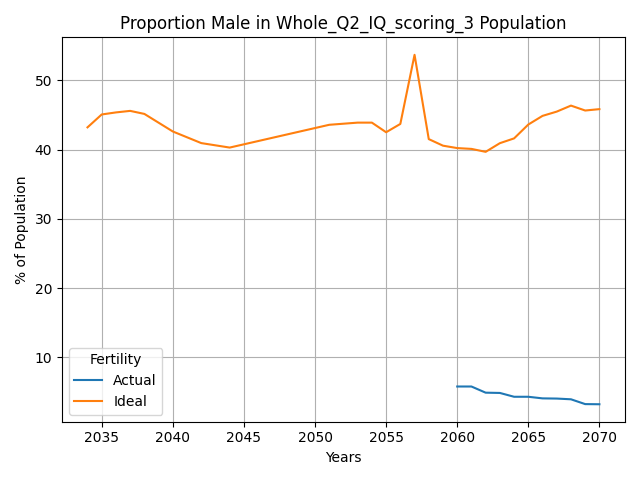 Proportion Male in Whole_Q2_IQ_scoring_3 Population
% of Population
50
40
30
20
10
Fertility
Actual
Ideal
2035 2040 2045 2050 2055 2060 2065 2070
Years